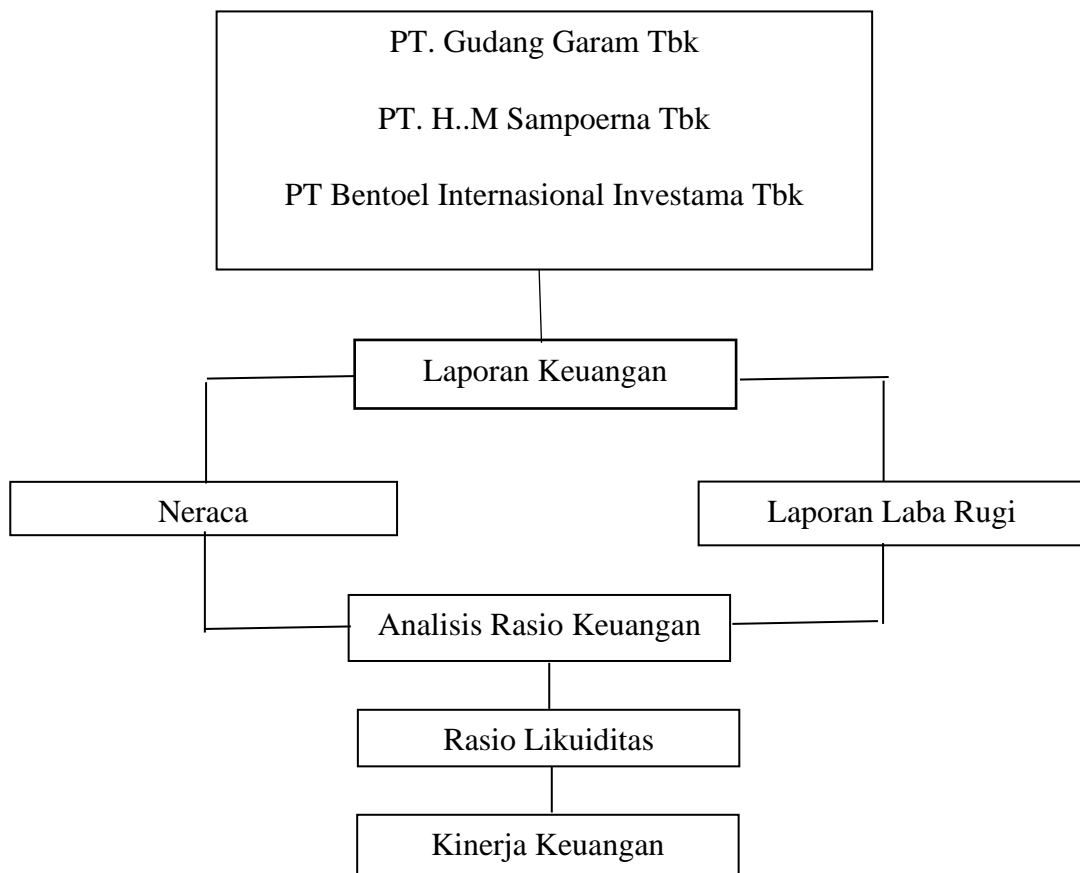 PT. Gudang Garam Tbk
PT. H..M Sampoerna Tbk
PT Bentoel Internasional Investama Tbk
Laporan Keuangan
Neraca
Laporan Laba Rugi
Analisis Rasio Keuangan
Rasio Likuiditas
Kinerja Keuangan